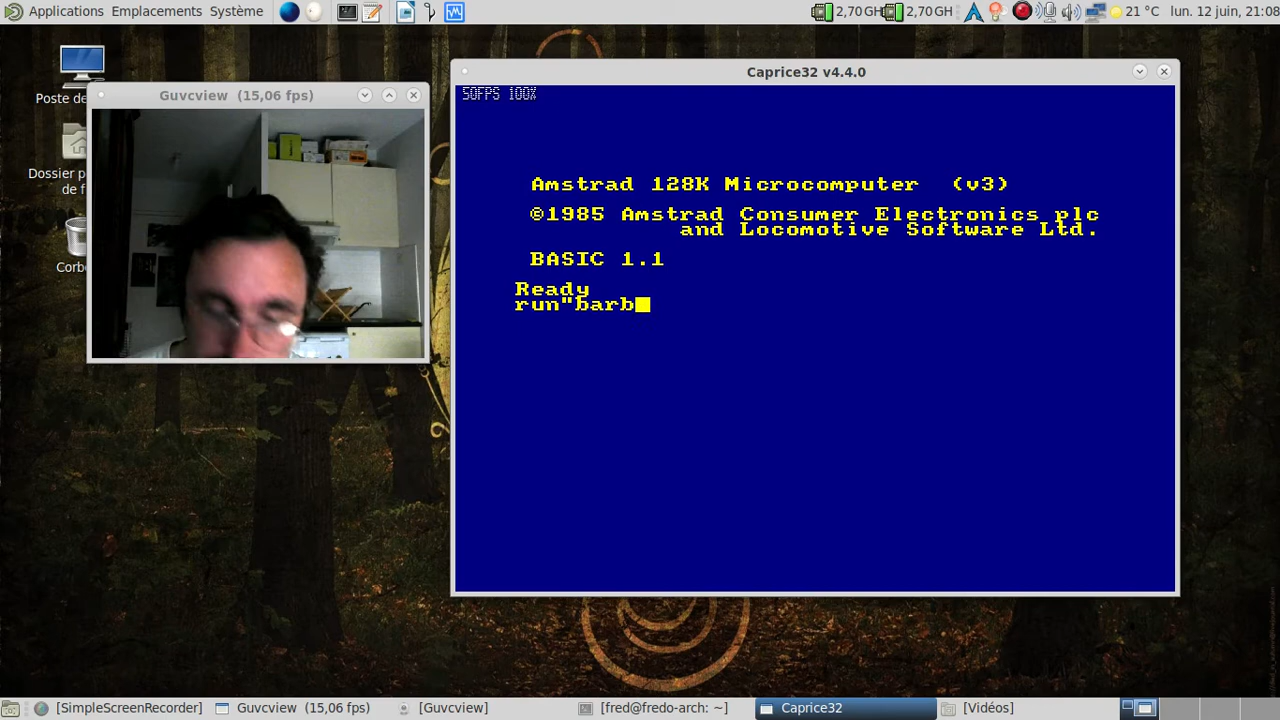 Applications Emplacements Système
2,70 GH 2,70 GH
21 °C lun. 12 juin, 21:08
Poste de
Dossier p
de f
Corbe
Guvcview (15,06 fps)
Caprice32 v4.4.0
50FPS 100%
Amstrad 128K Microcomputer (v3)
©1985 Amstrad Consumer Electronics plc
and Locomotive Software Ltd.
BASIC 1.1
Ready
run"barb
[SimpleScreenRecorder] Guvcview (15,06 fps) [Guvcview] [fred@fredo-arch: ~] Caprice32 [Vidéos]